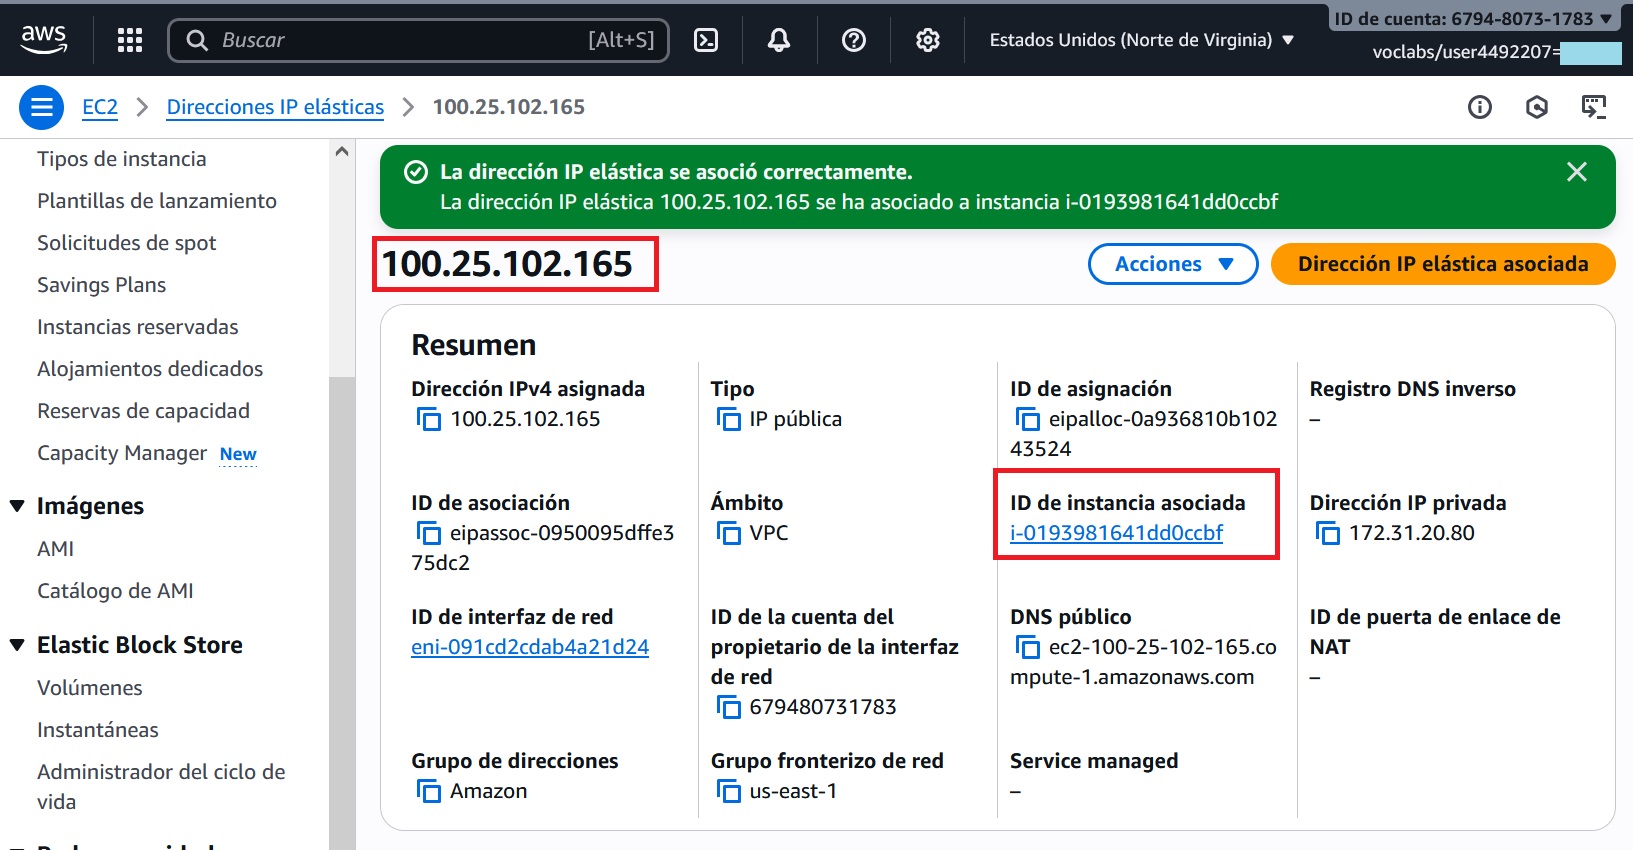 aws
Buscar
[Alt+S]
Estados Unidos (Norte de Virginia)
ID de cuenta: 6794-8073-1783
voclabs/user4492207=
EC2
Direcciones IP elásticas
100.25.102.165
Tipos de instancia
Plantillas de lanzamiento
Solicitudes de spot
Savings Plans
Instancias reservadas
Alojamientos dedicados
Reservas de capacidad
Capacity Manager New
Imágenes
AMI
Catálogo de AMI
Elastic Block Store
Volúmenes
Instantáneas
Administrador del ciclo de
vida
La dirección IP elástica se asoció correctamente.
La dirección IP elástica 100.25.102.165 se ha asociado a instancia i-0193981641dd0ccbf
100.25.102.165
Acciones
Dirección IP elástica asociada
Resumen
Dirección IPv4 asignada
100.25.102.165
Tipo
IP pública
ID de asignación
eipalloc-0a936810b102
43524
Registro DNS inverso
–
ID de asociación
eipassoc-0950095dffe3
75dc2
Ámbito
VPC
ID de instancia asociada
i-0193981641dd0ccbf
Dirección IP privada
172.31.20.80
ID de interfaz de red
eni-091cd2cdab4a21d24
ID de la cuenta del
propietario de la interfaz
de red
679480731783
DNS público
ec2-100-25-102-165.co
mpute-1.amazonaws.com
ID de puerta de enlace de
NAT
–
Grupo de direcciones
Amazon
Grupo fronterizo de red
us-east-1
Service managed
–